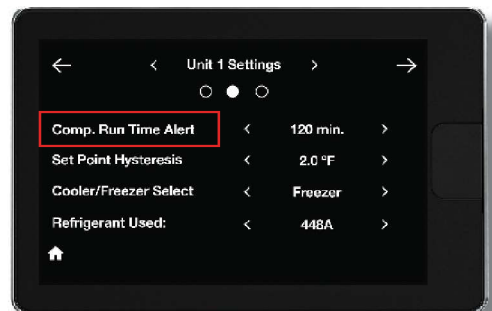 Unit 1 Settings
Comp. Run Time Alert 120 min.
Set Point Hysteresis 2.0 °F
Cooler/Freezer Select Freezer
Refrigerant Used: 448A